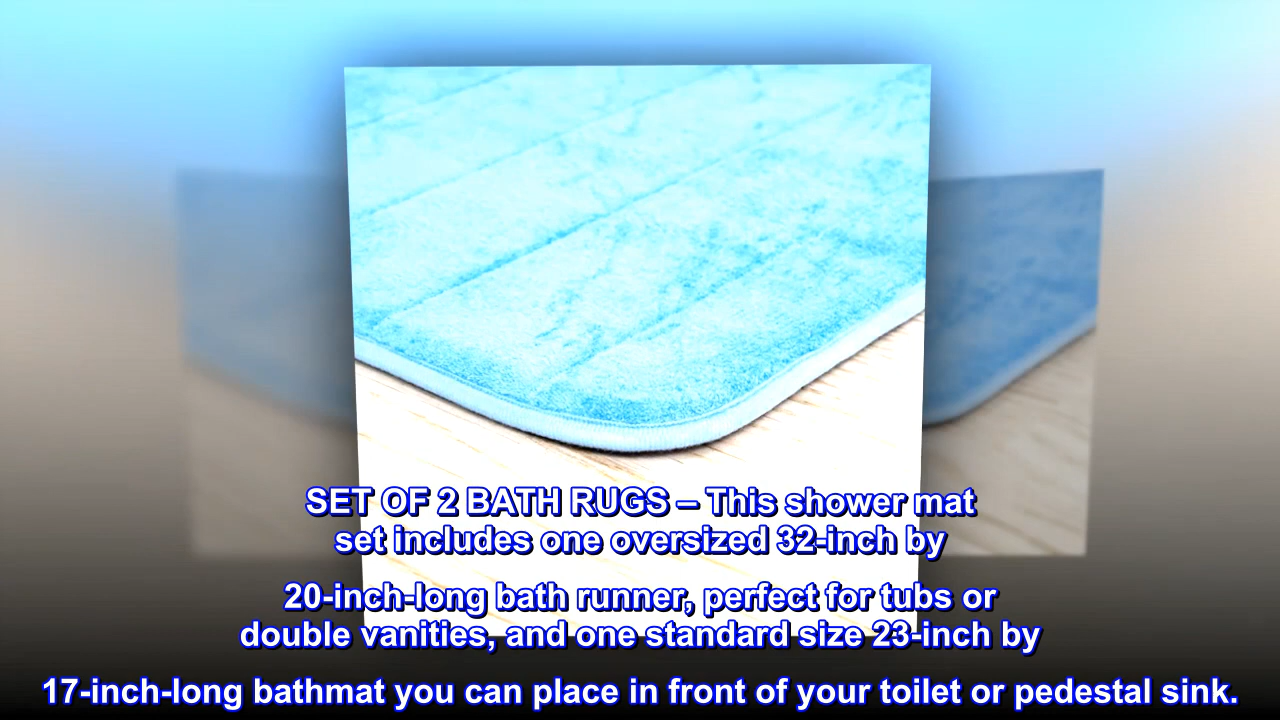 SET OF 2 BATH RUGS – This shower mat
set includes one oversized 32-inch by
20-inch-long bath runner, perfect for tubs or
double vanities, and one standard size 23-inch by
17-inch-long bathmat you can place in front of your toilet or pedestal sink.